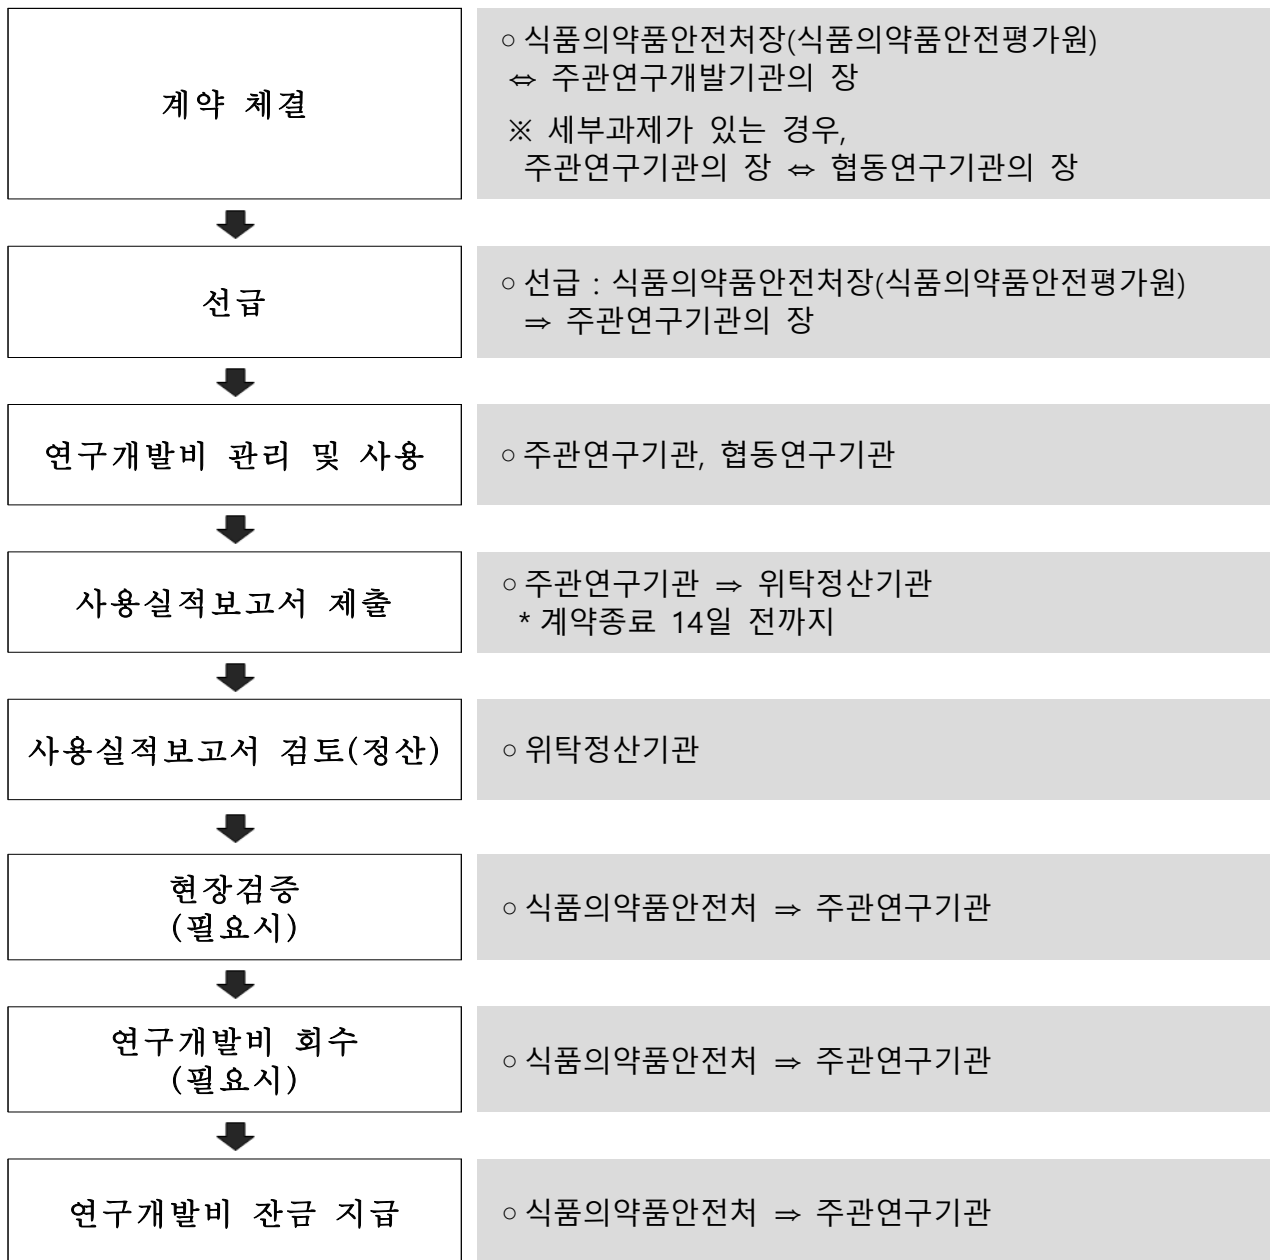 계약 체결
○ 식품의약품안전처장(식품의약품안전평가원)
⇔ 주관연구개발기관의 장
※ 세부과제가 있는 경우,
주관연구기관의 장 ⇔ 협동연구기관의 장
선급
○ 선급 : 식품의약품안전처장(식품의약품안전평가원)
⇒ 주관연구기관의 장
연구개발비 관리 및 사용
○ 주관연구기관, 협동연구기관
사용실적보고서 제출
○ 주관연구기관 ⇒ 위탁정산기관
* 계약종료 14일 전까지
사용실적보고서 검토(정산)
○ 위탁정산기관
현장검증
(필요시)
○ 식품의약품안전처 ⇒ 주관연구기관
연구개발비 회수
(필요시)
○ 식품의약품안전처 ⇒ 주관연구기관
연구개발비 잔금 지급
○ 식품의약품안전처 ⇒ 주관연구기관